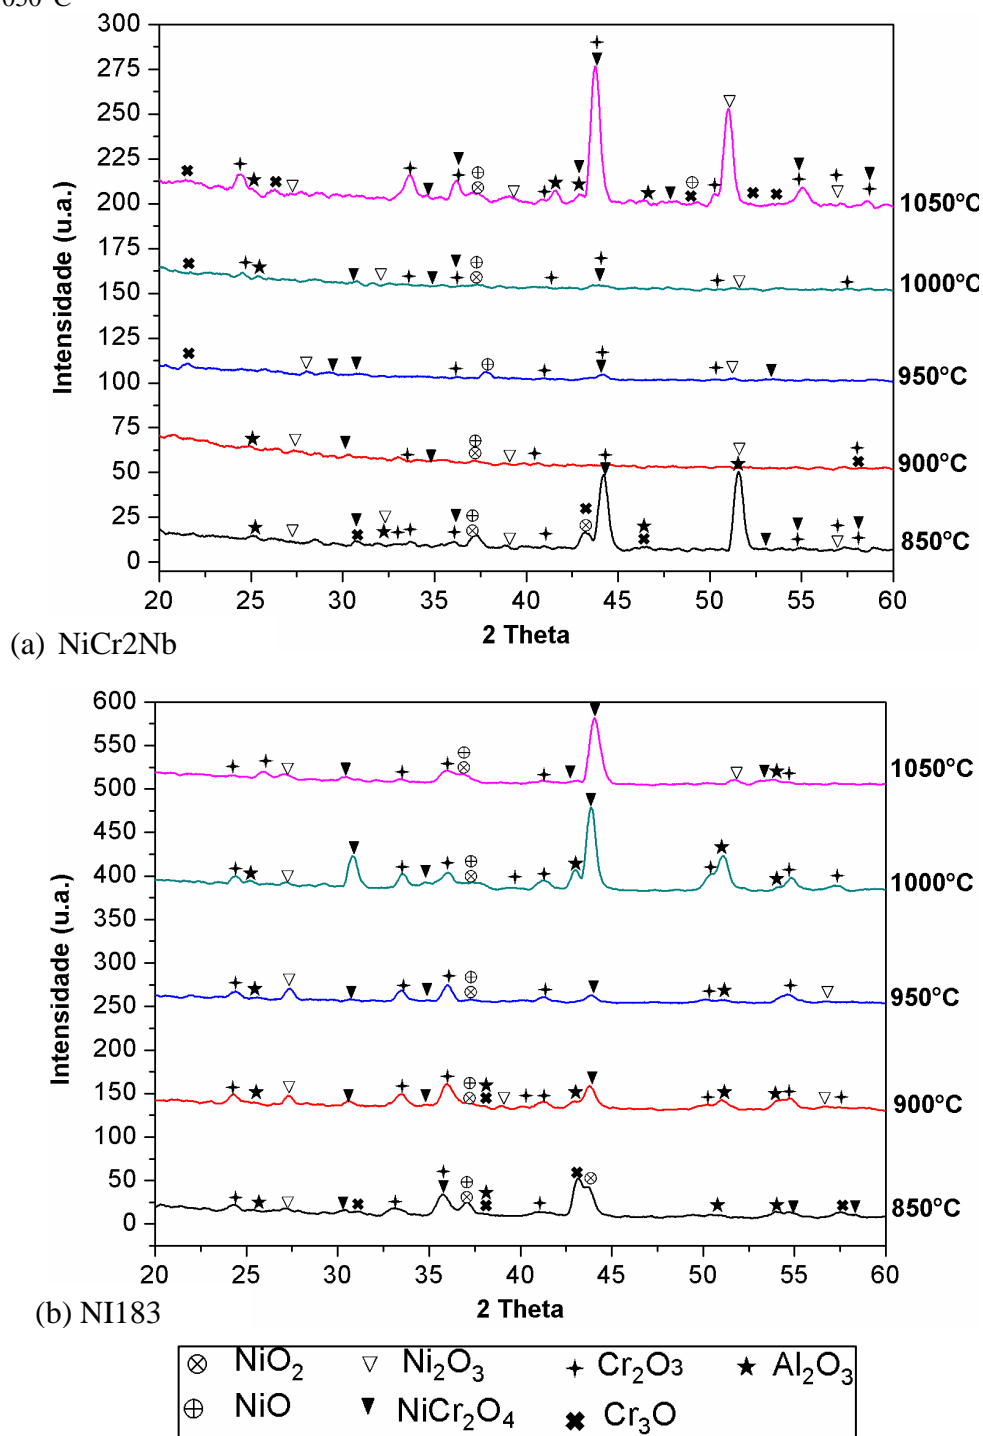 300
275
250
225
200
175
150
125
100
75
50
25
0
Intensidade (u.a.)
1050°C
1000°C
950°C
900°C
850°C
20 25 30 35 40 45 50 55 60
2 Theta
(a) NiCr2Nb
600
550
500
450
400
350
300
250
200
150
100
50
0
Intensidade (u.a.)
1050°C
1000°C
950°C
900°C
850°C
20 25 30 35 40 45 50 55 60
2 Theta
(b) NI183
NiO₂ Ni₂O₃ Cr₂O₃ Al₂O₃
NiO NiCr₂O₄ Cr₃O